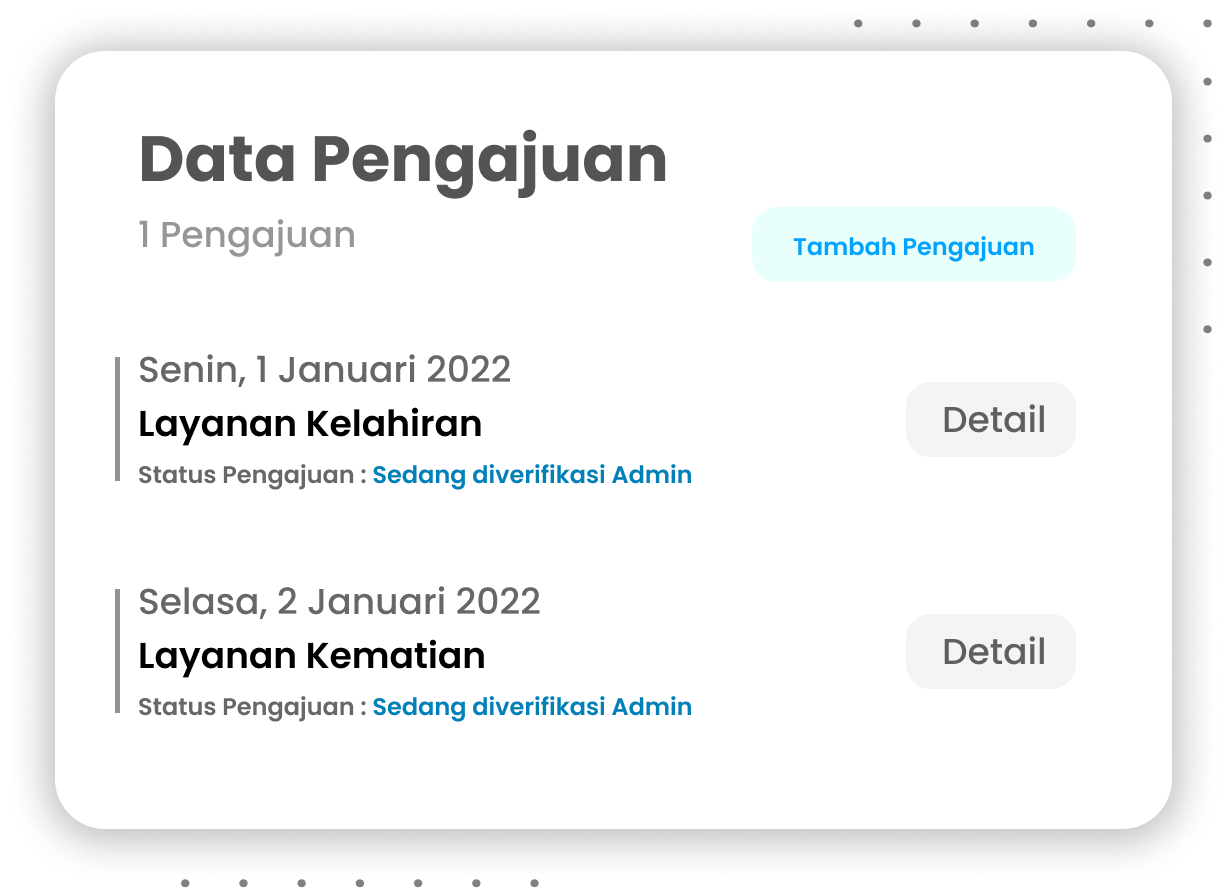 Data Pengajuan
1 Pengajuan
Tambah Pengajuan
Senin, 1 Januari 2022
Layanan Kelahiran
Status Pengajuan : Sedang diverifikasi Admin
Detail
Selasa, 2 Januari 2022
Layanan Kematian
Status Pengajuan : Sedang diverifikasi Admin
Detail